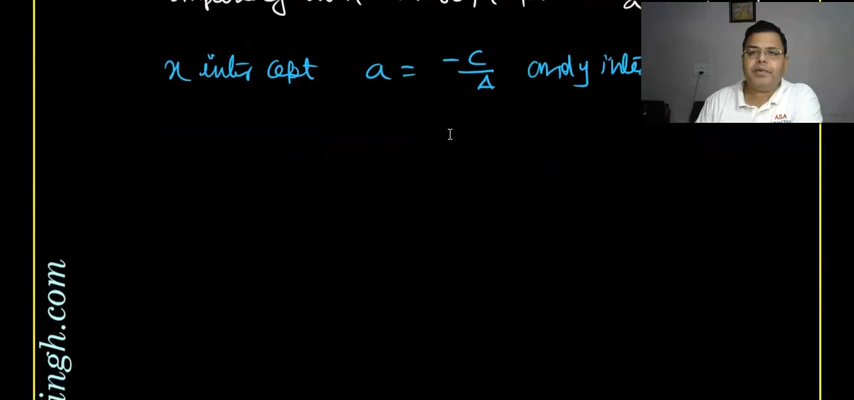 a
x intercept a = -C/A and y inte
ASA
ingh.com